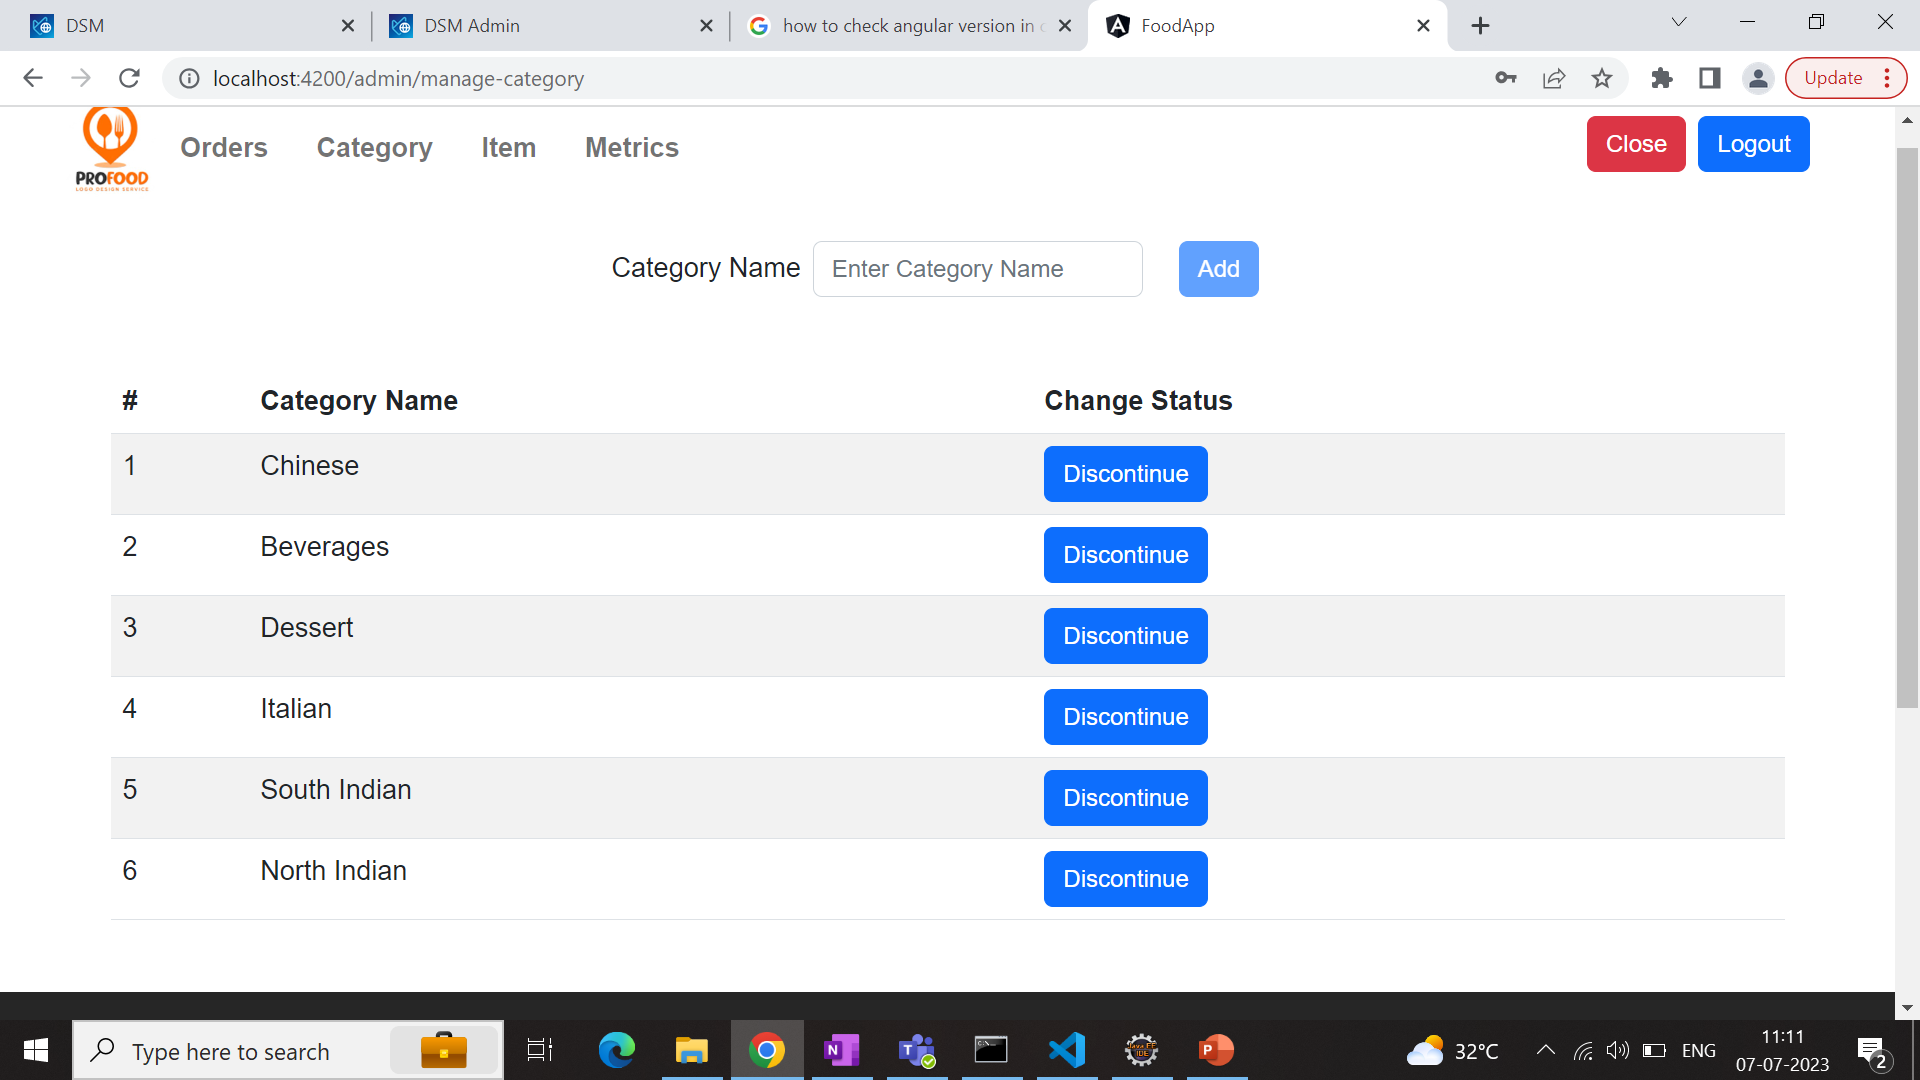 DSM
DSM Admin
how to check angular version in
FoodApp
localhost:4200/admin/manage-category
Update
PROFOOD
LOGO DESIGN SERVICE
Orders
Category
Item
Metrics
Close
Logout
Category Name
Enter Category Name
Add
# Category Name Change Status
1 Chinese Discontinue
2 Beverages Discontinue
3 Dessert Discontinue
4 Italian Discontinue
5 South Indian Discontinue
6 North Indian Discontinue
Type here to search
32°C
ENG
11:11
07-07-2023
2